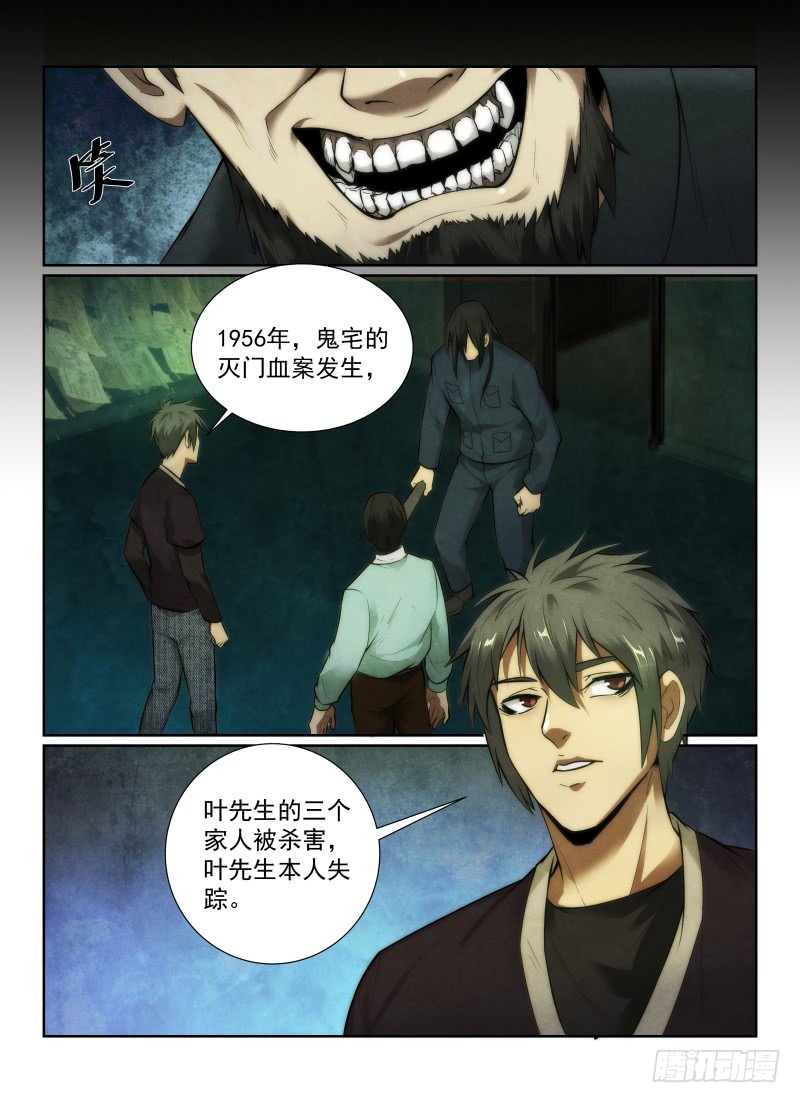 1956年，鬼宅的
灭门血案发生，
叶先生的三个
家人被杀害，
叶先生本人失
踪。
腾讯动漫